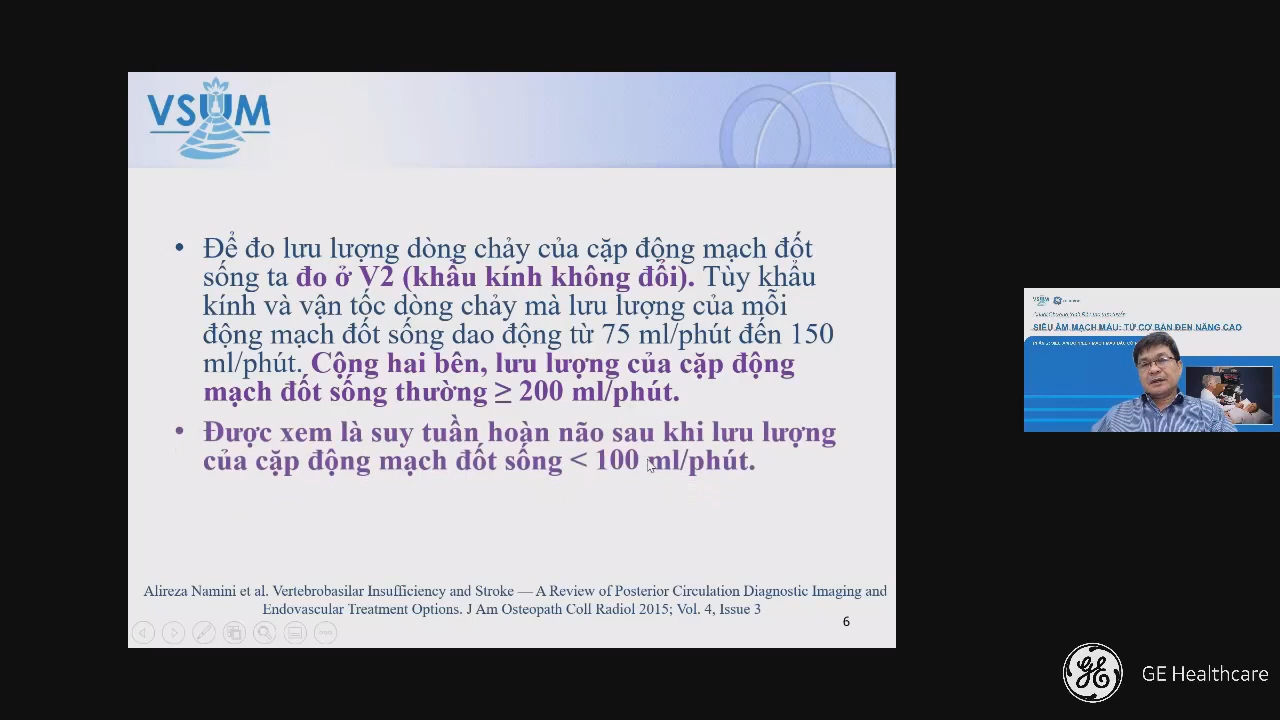 VSUM
• Để đo lưu lượng dòng chảy của cặp động mạch đốt
sống ta đo ở V2 (khẩu kính không đổi). Tùy khẩu
kính và vận tốc dòng chảy mà lưu lượng của mỗi
động mạch đốt sống dao động từ 75 ml/phút đến 150
ml/phút. Cộng hai bên, lưu lượng của cặp động
mạch đốt sống thường ≥ 200 ml/phút.
• Được xem là suy tuần hoàn não sau khi lưu lượng
của cặp động mạch đốt sống < 100 ml/phút.
Alireza Namini et al. Vertebrobasilar Insufficiency and Stroke — A Review of Posterior Circulation Diagnostic Imaging and
Endovascular Treatment Options. J Am Osteopath Coll Radiol 2015; Vol. 4, Issue 3
6
SIÊU ÂM MẠCH MÁU: TỪ CƠ BẢN ĐẾN NÂNG CAO
GE Healthcare